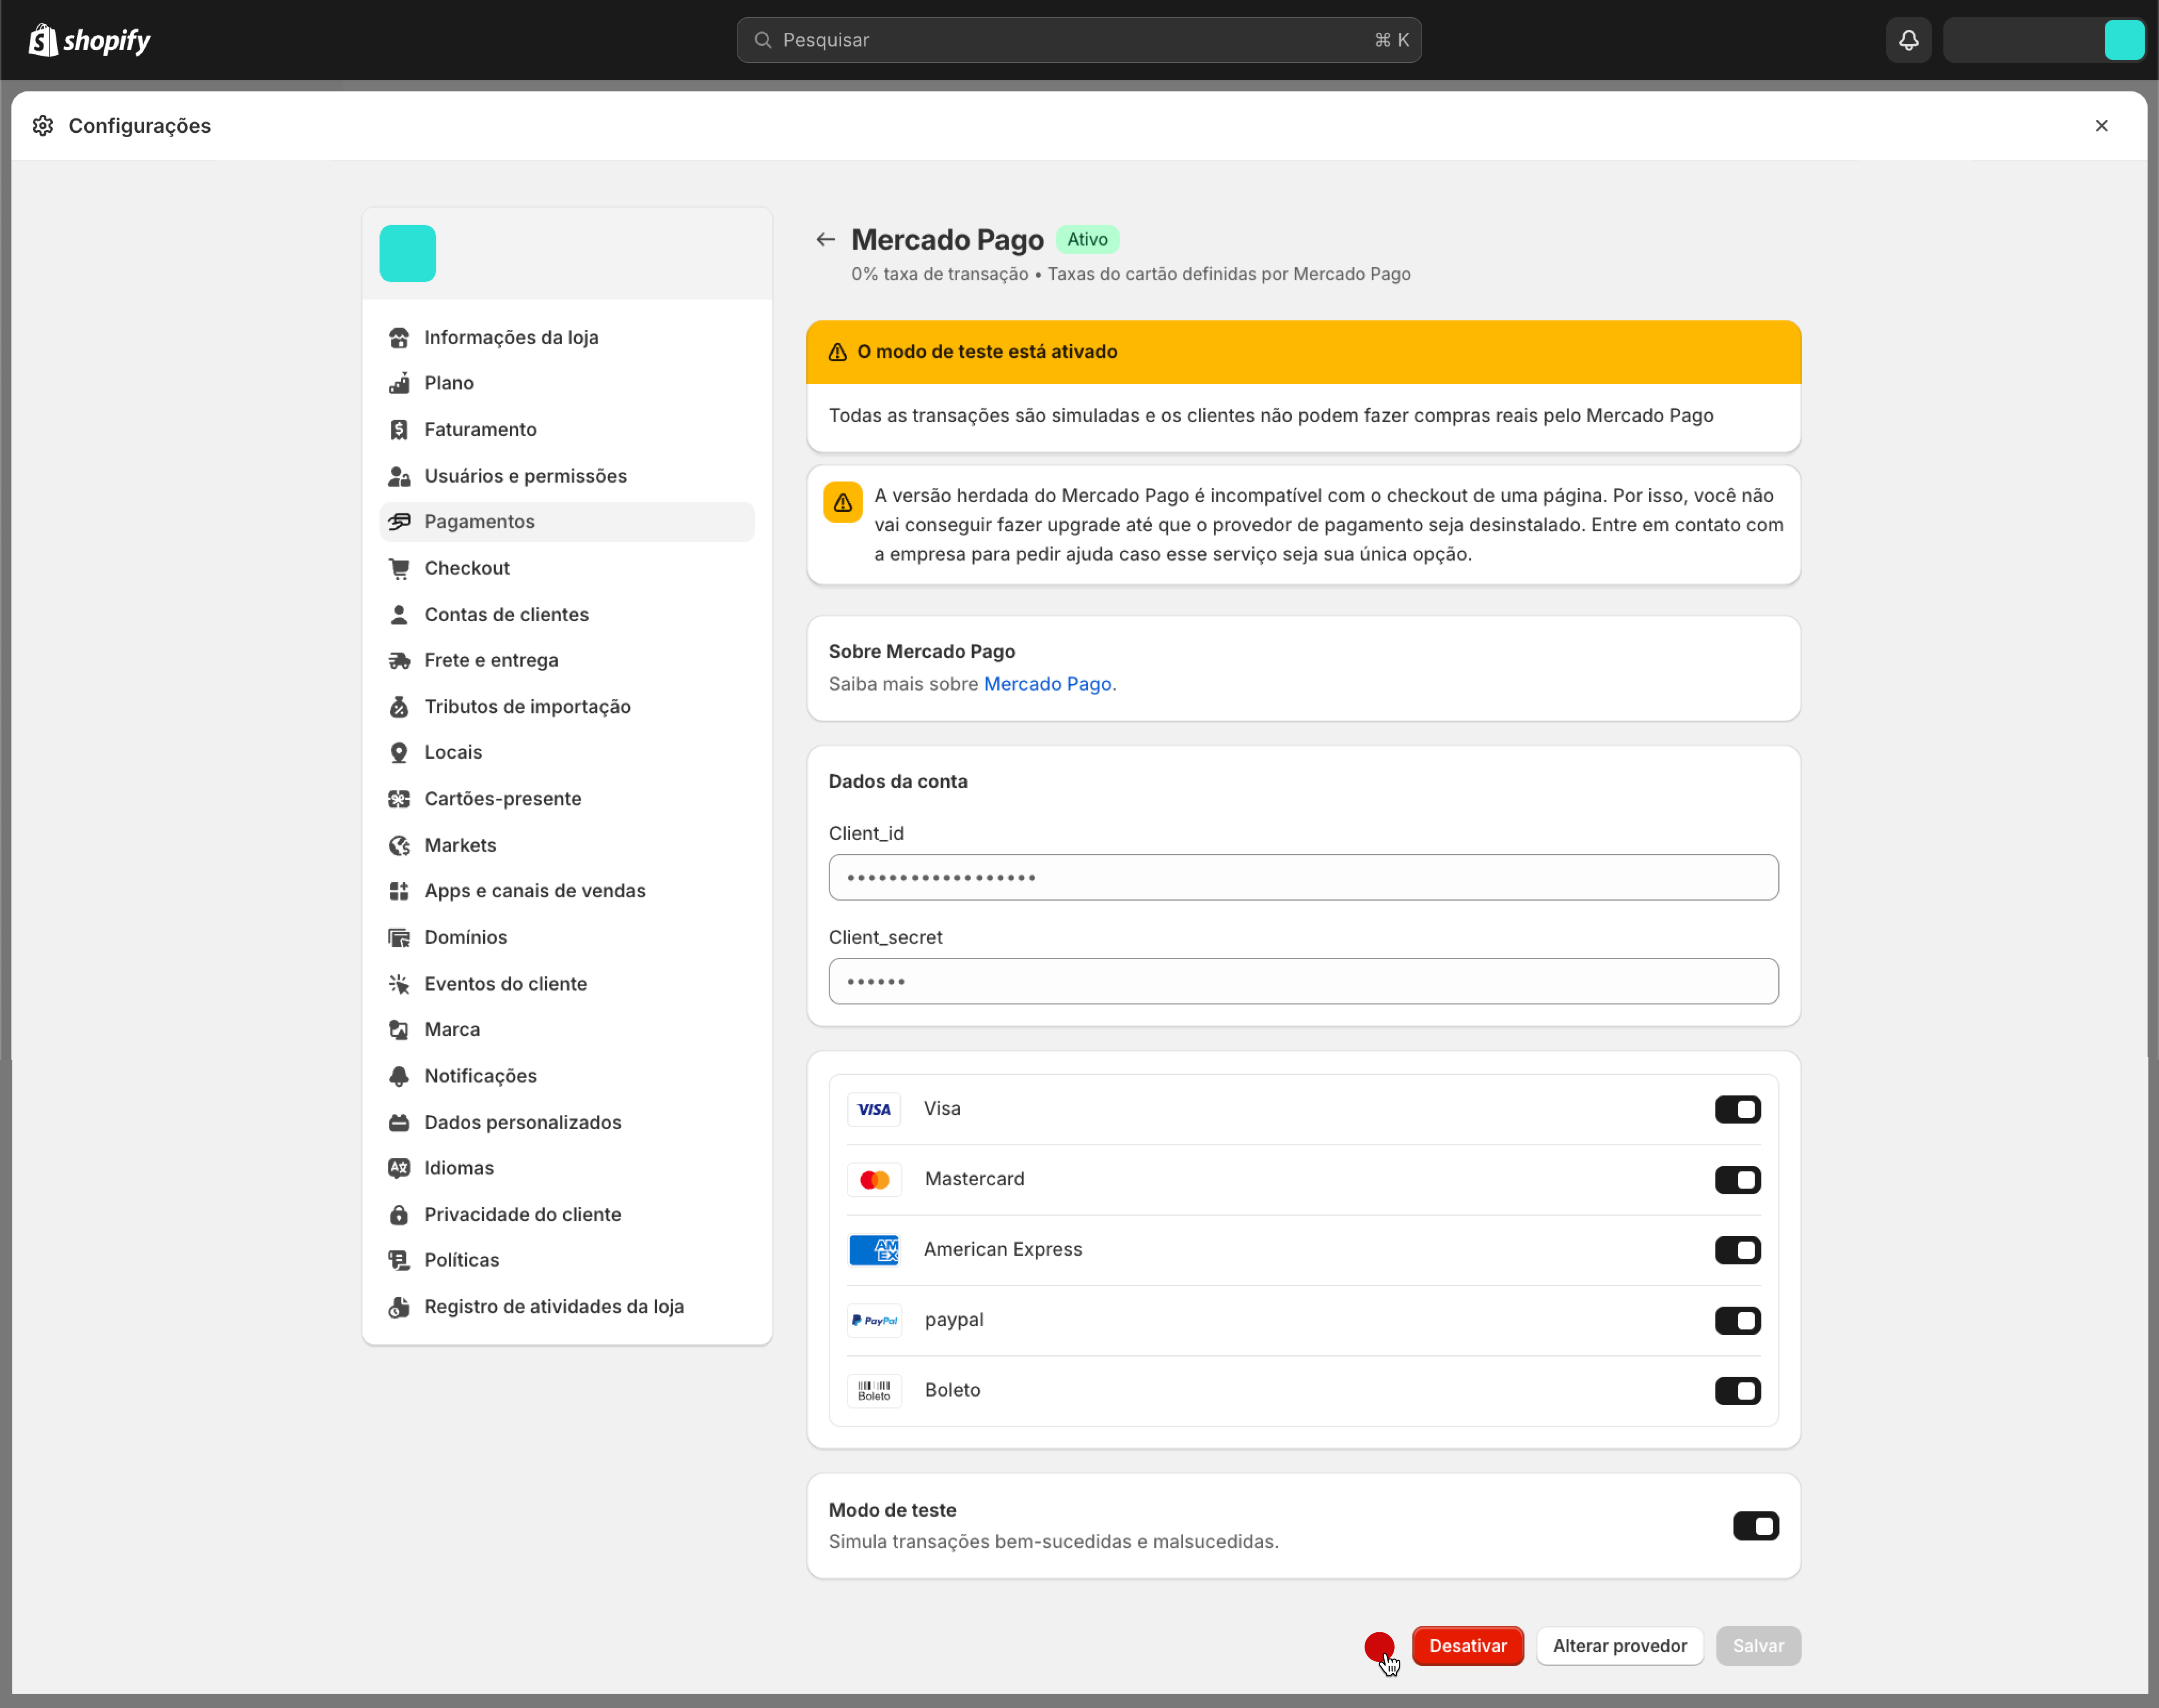 shopify
Pesquisar
⌘ K
Configurações
Informações da loja
Plano
Faturamento
Usuários e permissões
Pagamentos
Checkout
Contas de clientes
Frete e entrega
Tributos de importação
Locais
Cartões-presente
Markets
Apps e canais de vendas
Domínios
Eventos do cliente
Marca
Notificações
Dados personalizados
Idiomas
Privacidade do cliente
Políticas
Registro de atividades da loja
Mercado Pago Ativo
0% taxa de transação • Taxas do cartão definidas por Mercado Pago
O modo de teste está ativado
Todas as transações são simuladas e os clientes não podem fazer compras reais pelo Mercado Pago
A versão herdada do Mercado Pago é incompatível com o checkout de uma página. Por isso, você não
vai conseguir fazer upgrade até que o provedor de pagamento seja desinstalado. Entre em contato com
a empresa para pedir ajuda caso esse serviço seja sua única opção.
Sobre Mercado Pago
Saiba mais sobre Mercado Pago.
Dados da conta
Client_id
••••••••••••••••••
Client_secret
••••••
VISA Visa
Mastercard
AM
EX
American Express
PayPal paypal
Boleto Boleto
Modo de teste
Simula transações bem-sucedidas e malsucedidas.
Desativar Alterar provedor Salvar